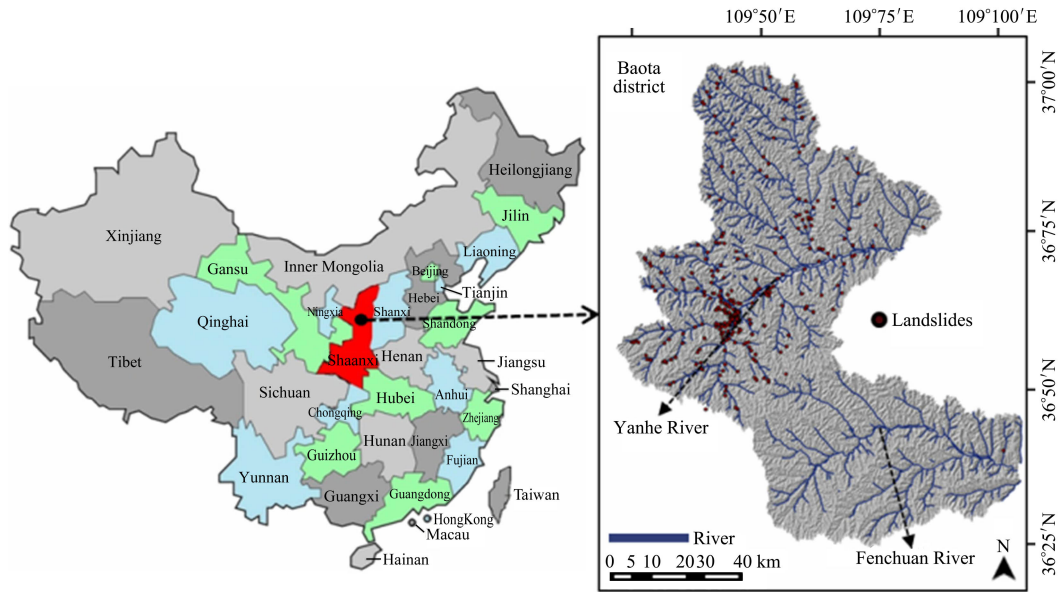 Xinjiang
Tibet
Qinghai
Gansu
Inner Mongolia
Heilongjiang
Jilin
Liaoning
Beijing
Tianjin
Hebei
Ningxia
Shanxi
Shandong
Shaanxi
Henan
Jiangsu
Shanghai
Sichuan
Chongqing
Hubei
Anhui
Zhejiang
Hunan
Jiangxi
Fujian
Guizhou
Yunnan
Guangxi
Guangdong
Taiwan
HongKong
Macau
Hainan
109°50′E
109°75′E
109°100′E
37°00′N
36°75′N
36°50′N
36°25′N
Baota
district
Landslides
Yanhe River
Fenchuan River
River
0 5 10 20 30 40 km
N